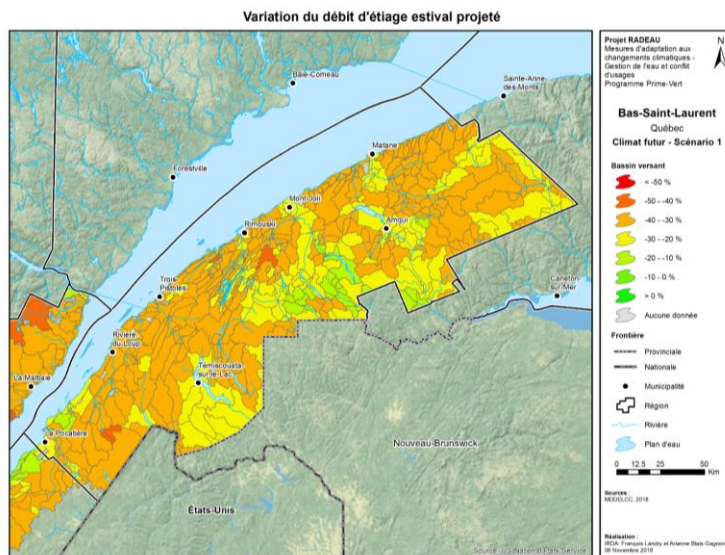 Variation du débit d'étiage estival projeté
Baie-Comeau
Sainte-Anne-
des-Monts
Forestville
Matane
Mont-Joli
Rimouski
Amqui
Trois-
Pistoles
Carleton-
sur-Mer
Rivière-
du-Loup
La Malbaie
Témiscouata-
sur-le-Lac
La Pocatière
Nouveau-Brunswick
États-Unis
Source : US National Park Service
Projet RADEAU
Mesures d'adaptation aux
changements climatiques -
Gestion de l'eau et conflit
d'usages
Programme Prime-Vert
N
Bas-Saint-Laurent
Québec
Climat futur - Scénario 1
Bassin versant
< -50 %
-50 - -40 %
-40 - -30 %
-30 - -20 %
-20 - -10 %
-10 - 0 %
> 0 %
Aucune donnée
Frontière
Provinciale
Nationale
Municipalité
Région
Rivière
Plan d'eau
0 12.5 25 50
Km
Sources :
MDDELCC, 2018
Réalisation :
IRDA: François Landry et Arianne Blais-Gagnon
08 Novembre 2018